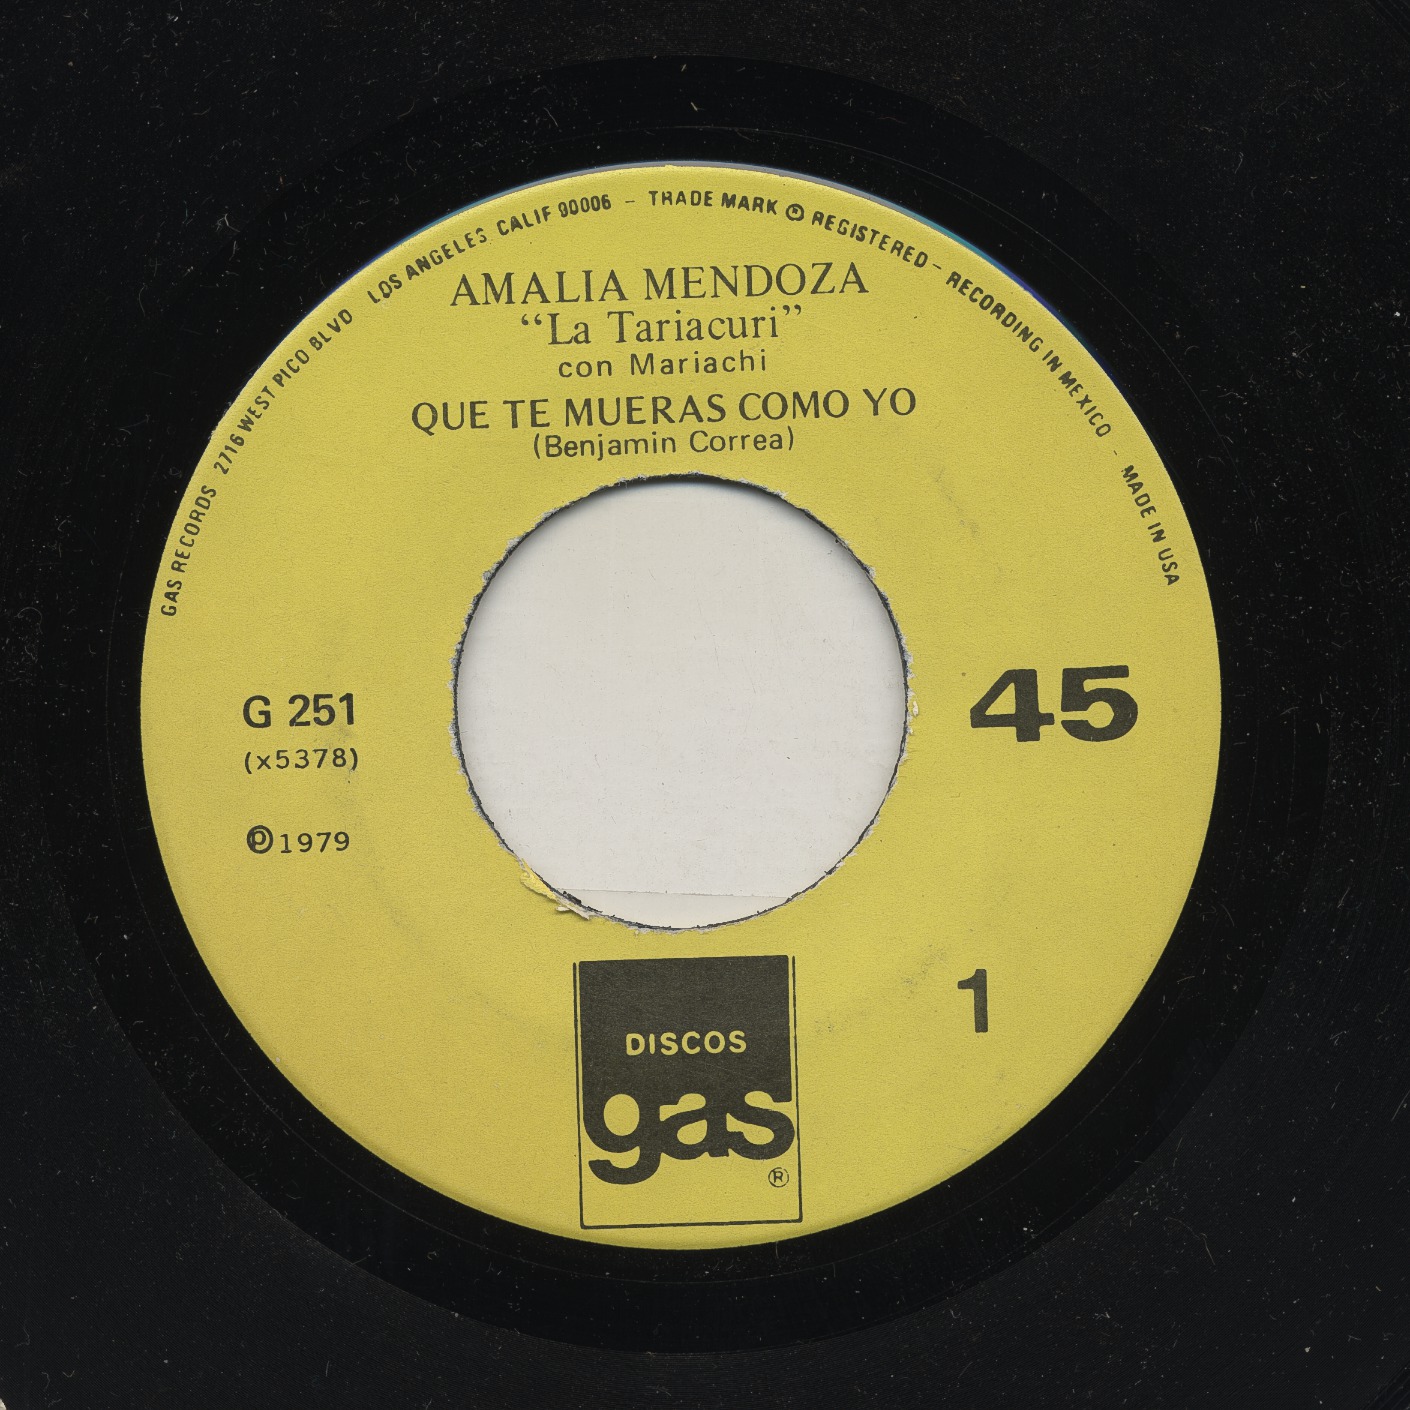 GAS RECORDS 2716 WEST PICO BLVD LOS ANGELES, CALIF 90006 - TRADE MARK ® REGISTERED - RECORDING IN MEXICO - MADE IN USA
AMALIA MENDOZA
“La Tariacuri”
con Mariachi
QUE TE MUERAS COMO YO
(Benjamin Correa)
G 251
(x5378)
℗1979
45
1
DISCOS
gas
®